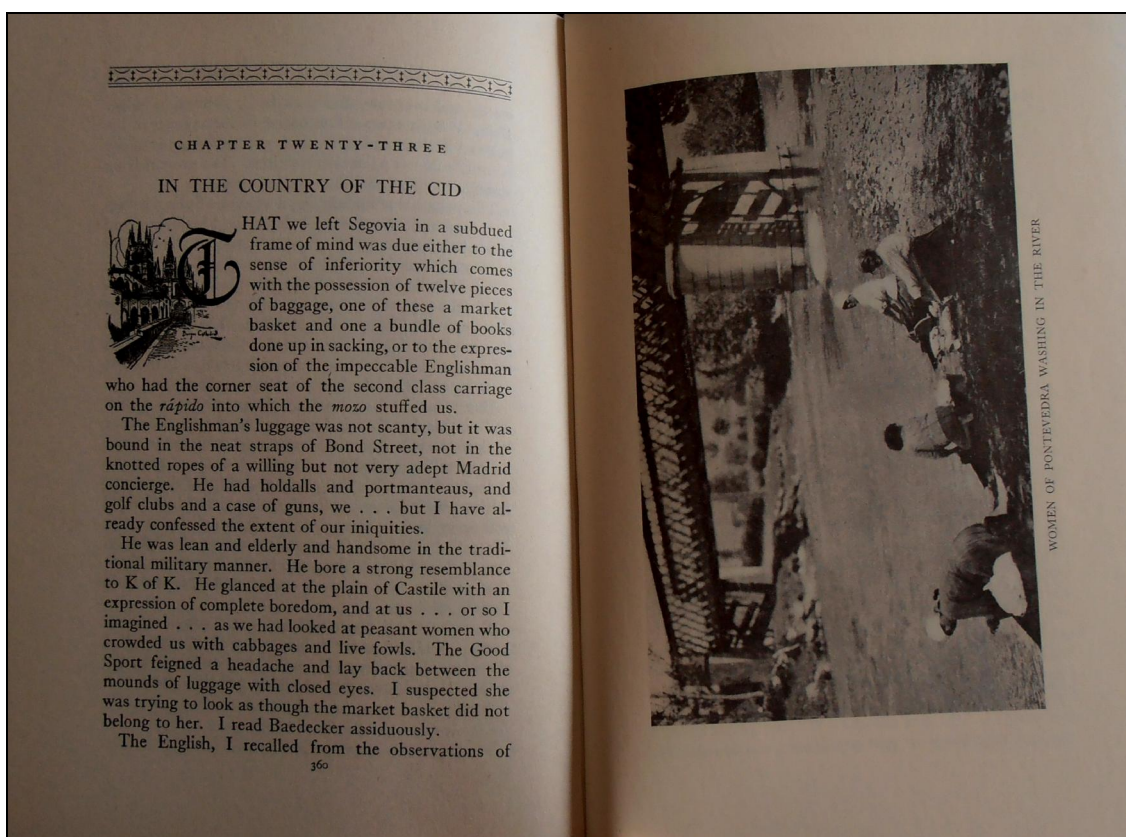 CHAPTER TWENTY-THREE
IN THE COUNTRY OF THE CID
THAT we left Segovia in a subdued
frame of mind was due either to the
sense of inferiority which comes
with the possession of twelve pieces
of baggage, one of these a market
basket and one a bundle of books
done up in sacking, or to the expres-
sion of the impeccable Englishman
who had the corner seat of the second class carriage
on the rápido into which the mozo stuffed us.
The Englishman's luggage was not scanty, but it was
bound in the neat straps of Bond Street, not in the
knotted ropes of a willing but not very adept Madrid
concierge. He had holdalls and portmanteaus, and
golf clubs and a case of guns, we . . . but I have al-
ready confessed the extent of our iniquities.
He was lean and elderly and handsome in the tradi-
tional military manner. He bore a strong resemblance
to K of K. He glanced at the plain of Castile with an
expression of complete boredom, and at us . . . or so I
imagined . . . as we had looked at peasant women who
crowded us with cabbages and live fowls. The Good
Sport feigned a headache and lay back between the
mounds of luggage with closed eyes. I suspected she
was trying to look as though the market basket did not
belong to her. I read Baedecker assiduously.
The English, I recalled from the observations of
360
WOMEN OF PONTEVEDRA WASHING IN THE RIVER